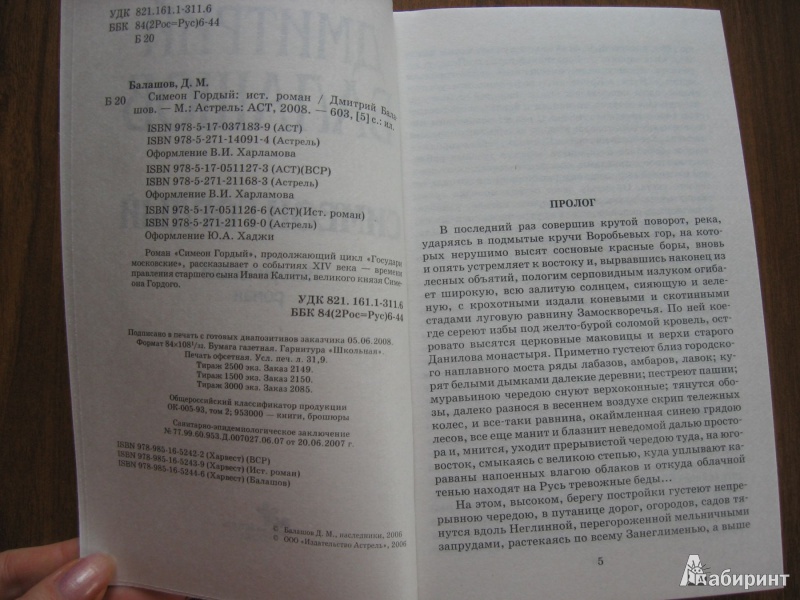 УДК 821.161.1-311.6
ББК 84(2Рос=Рус)6-44
Б 20
Балашов, Д. М.
Б 20 Симеон Гордый: ист. роман / Дмитрий Бала
шов. — М.: Астрель: АСТ, 2008. — 603, [5] с.: ил.
ISBN 978-5-17-037183-9 (АСТ)
ISBN 978-5-271-14091-4 (Астрель)
Оформление В.И. Харламова
ISBN 978-5-17-051127-3 (АСТ)(ВСР)
ISBN 978-5-271-21168-3 (Астрель)
Оформление В.И. Харламова
ISBN 978-5-17-051126-6 (АСТ)(Ист. роман)
ISBN 978-5-271-21169-0 (Астрель)
Оформление Ю.А. Хаджи
Роман «Симеон Гордый», продолжающий цикл «Государи
московские», рассказывает о событиях XIV века — времени
правления старшего сына Ивана Калиты, великого князя Симе-
она Гордого.
УДК 821. 161.1-311.6
ББК 84(2Рос=Рус)6-44
Подписано в печать с готовых диапозитивов заказчика 05.06.2008.
Формат 84×108¹/₃₂. Бумага газетная. Гарнитура «Школьная».
Печать офсетная. Усл. печ. л. 31,9.
Тираж 2500 экз. Заказ 2149.
Тираж 1500 экз. Заказ 2150.
Тираж 3000 экз. Заказ 2085.
Общероссийский классификатор продукции
ОК-005-93, том 2; 953000 — книги, брошюры
Санитарно-эпидемиологическое заключение
№ 77.99.60.953.Д.007027.06.07 от 20.06.2007 г.
ISBN 978-985-16-5242-2 (Харвест) (ВСР)
ISBN 978-985-16-5243-9 (Харвест) (Ист. роман)
ISBN 978-985-16-5244-6 (Харвест) (Балашов)
© Балашов Д. М., наследники, 2006
© ООО «Издательство Астрель», 2006
ПРОЛОГ
В последний раз совершив крутой поворот, река,
ударяясь в подмытые кручи Воробьевых гор, на ко-
торых нерушимо высят сосновые красные боры, вновь
и опять устремляет к востоку и, вырвавшись наконец из
лесных объятий, пологим серповидным излуком огиба-
ет широкую, всю залитую солнцем, сияющую и зеле-
ную, с крохотными издали коневыми и скотинными
стадами луговую равнину Замоскворечья. По ней кое-
где сереют избы под желто-бурой соломой кровель, ост-
ровато высятся церковные маковицы и верхи старого
Данилова монастыря. Приметно густеют близ городско-
го наплавного моста ряды лабазов, амбаров, лавок; ку-
рят белыми дымками далекие деревни; пестреют пашни;
муравьиною чередою снуют верхоконные; тянутся обо-
зы, далеко разнося в весеннем воздухе скрип тележных
колес, и все-таки равнина, окаймленная синею грядою
лесов, все еще манит и блазнит неведомой далью просто-
ра и, мнится, уходит прерывистой чередою туда, на юго-
восток, смыкаясь с великою степью, куда уплывают ка-
раваны напоенных влагою облаков и откуда облачной
тенью находят на Русь тревожные беды...
На этом, высоком, берегу постройки густеют непре-
рывною чередою, в путанице дорог, огородов, садов тя-
нутся вдоль Неглинной, перегороженной мельничными
запрудами, растекаясь по всему Занеглименью, а выше
5
Лабиринт